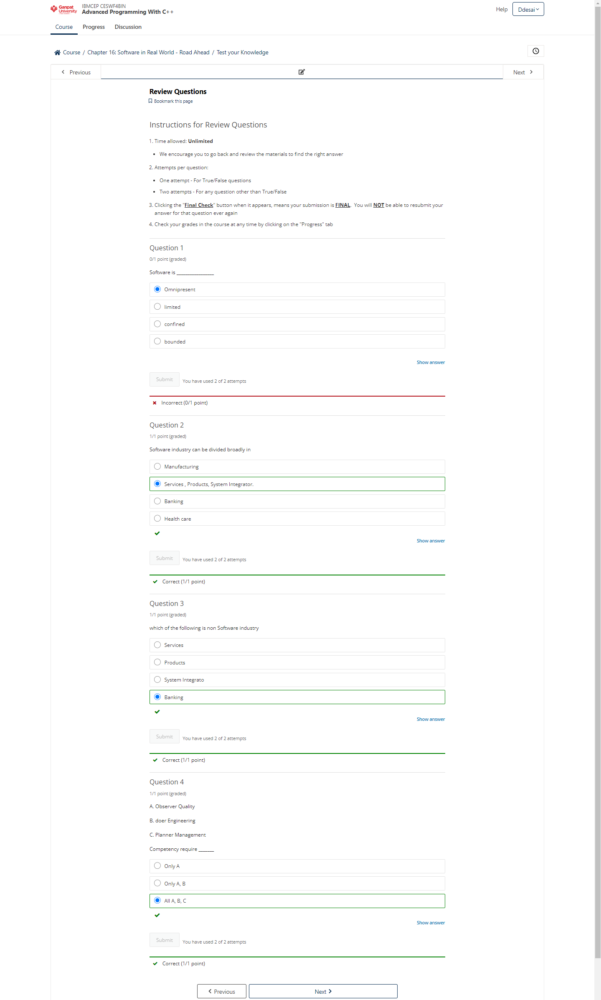 Ganpat
University
IBMCEP CESWF4BIN
Advanced Programming With C++
Help
Ddesai
Course
Progress
Discussion
Course / Chapter 16: Software in Real World - Road Ahead / Test your Knowledge
Previous
Next
Review Questions
Bookmark this page
Instructions for Review Questions
1. Time allowed: Unlimited
• We encourage you to go back and review the materials to find the right answer
2. Attempts per question:
• One attempt - For True/False questions
• Two attempts - For any question other than True/False
3. Clicking the "Final Check" button when it appears, means your submission is FINAL.  You will NOT be able to resubmit your
answer for that question ever again
4. Check your grades in the course at any time by clicking on the "Progress" tab
Question 1
0/1 point (graded)
Software is ________________
Omnipresent
limited
confined
bounded
Show answer
Submit
You have used 2 of 2 attempts
Incorrect (0/1 point)
Question 2
1/1 point (graded)
Software industry can be divided broadly in
Manufacturing
Services , Products, System Integrator.
Banking
Health care
Show answer
Submit
You have used 2 of 2 attempts
Correct (1/1 point)
Question 3
1/1 point (graded)
which of the following is non Software industry
Services
Products
System Integrato
Banking
Show answer
Submit
You have used 2 of 2 attempts
Correct (1/1 point)
Question 4
1/1 point (graded)
A. Observer Quality
B. doer Engineering
C. Planner Management
Competency require _______
Only A
Only A, B
All A, B, C
Show answer
Submit
You have used 2 of 2 attempts
Correct (1/1 point)
Previous
Next